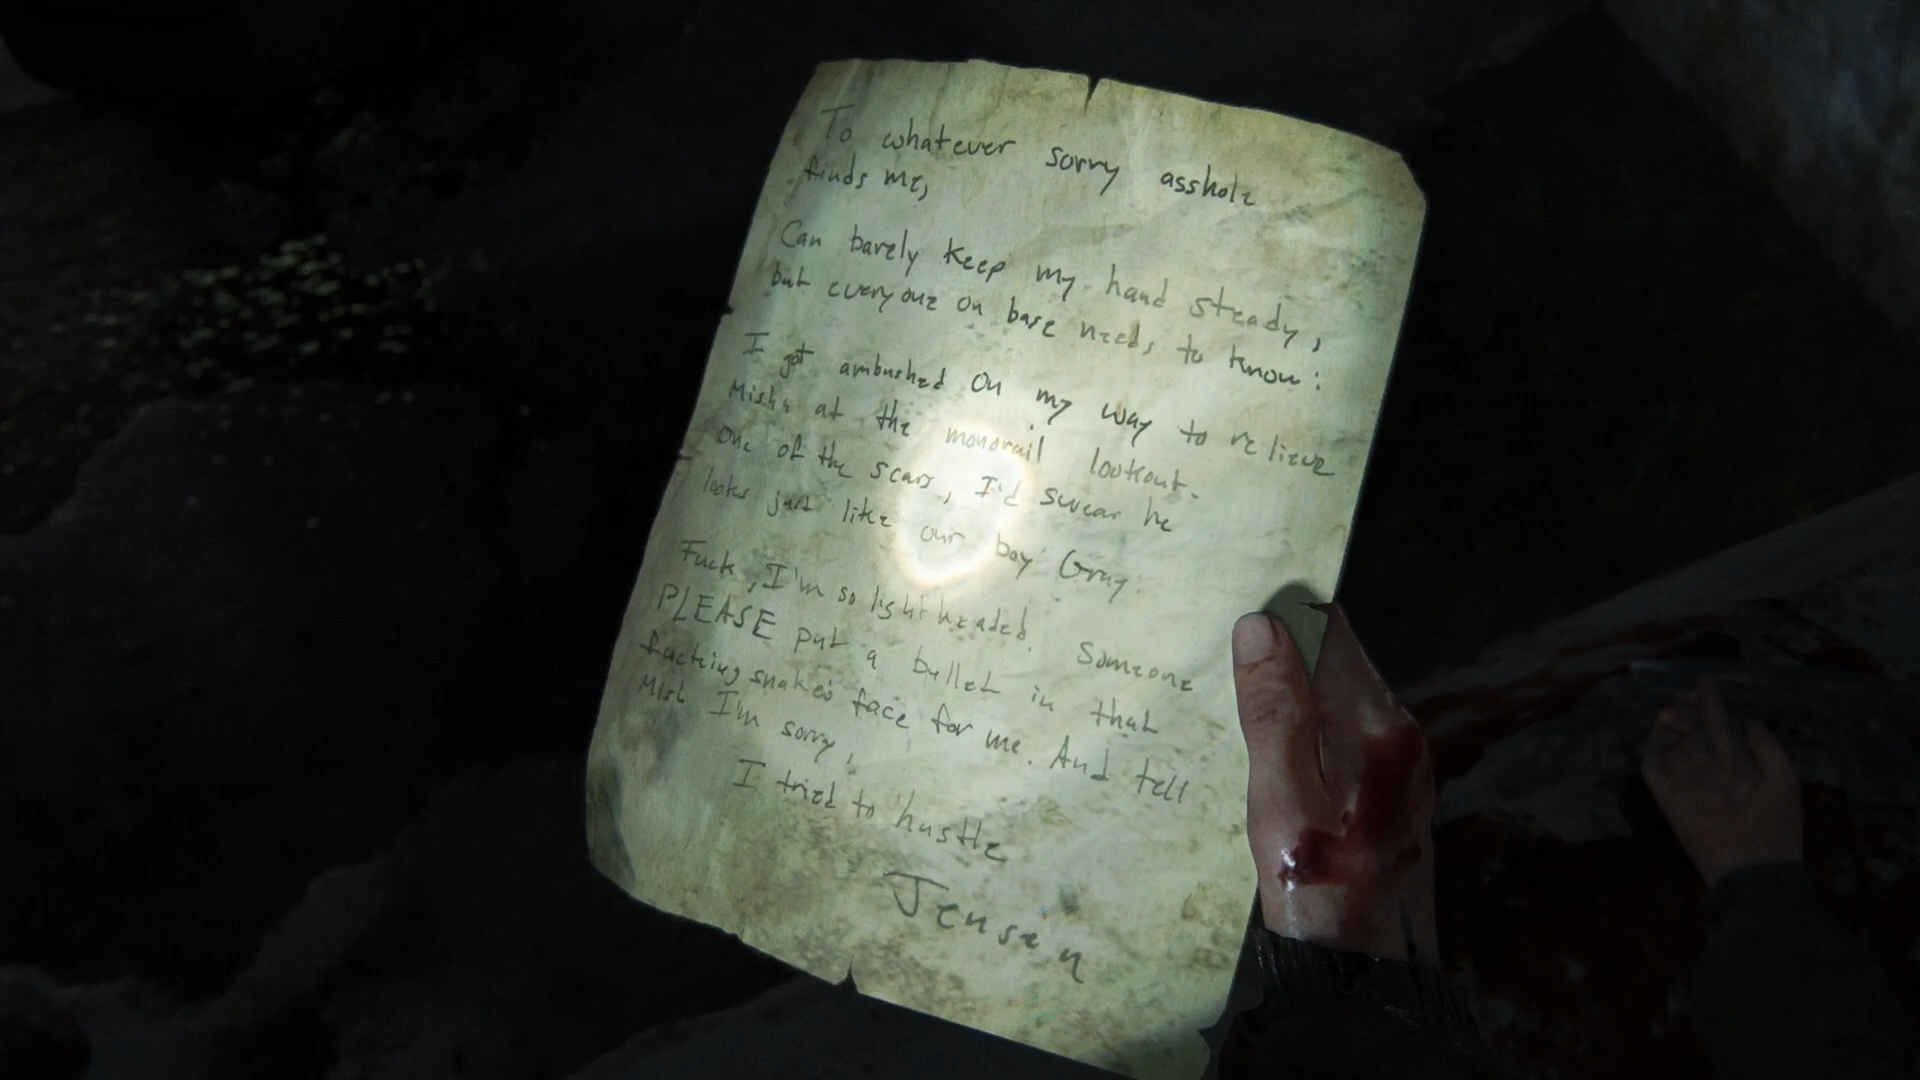 To whatever sorry asshole
finds me,
Can barely keep my hand steady,
but everyone on base needs to know:
I got ambushed on my way to relieve
Misha at the monorail lookout.
One of the scars, I'd swear he
looks just like our boy Gray.
Fuck, I'm so lightheaded. Someone
PLEASE put a bullet in that
fucking snake's face for me. And tell
Mish I'm sorry,
I tried to hustle
Jensen